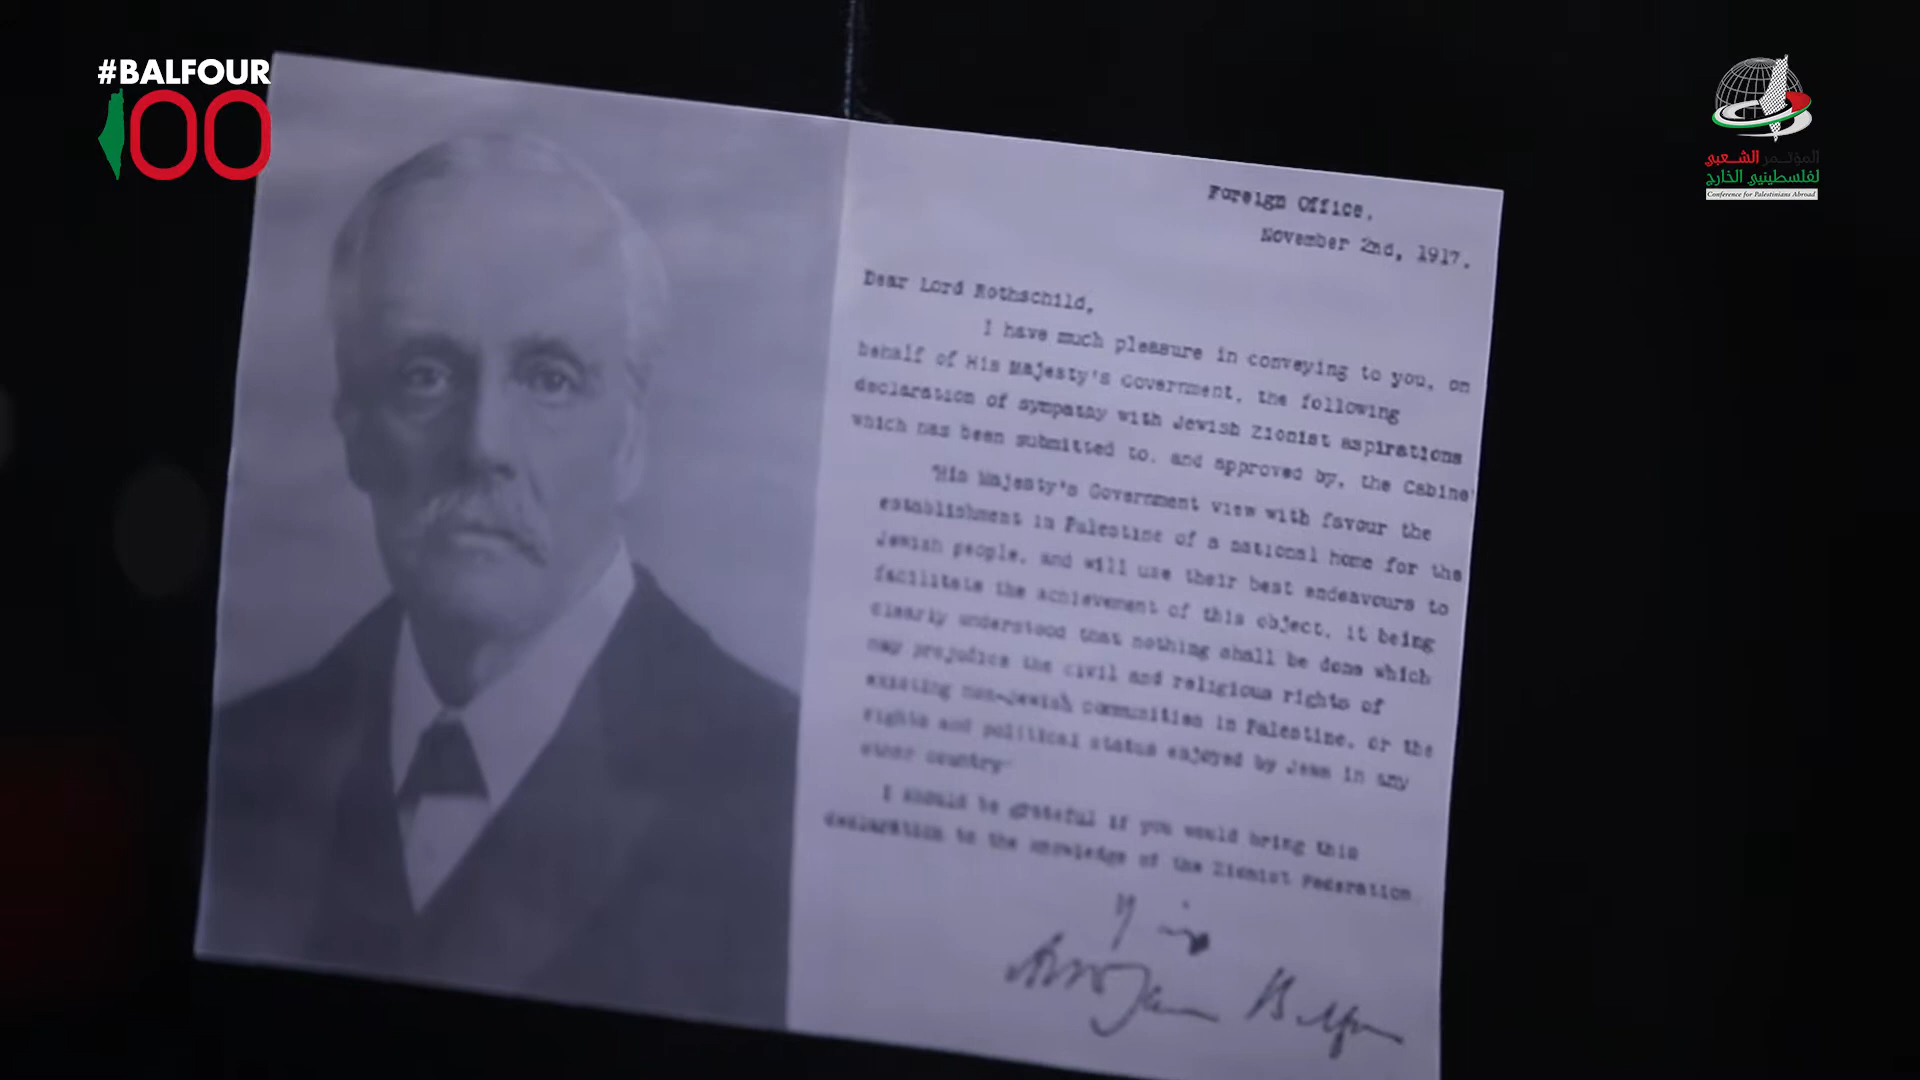 #BALFOUR
100
المؤتمر الشعبي
لفلسطينيي الخارج
Conference for Palestinians Abroad
Foreign Office,
November 2nd, 1917.
Dear Lord Rothschild,
I have much pleasure in conveying to you, on
behalf of His Majesty's Government, the following
declaration of sympathy with Jewish Zionist aspirations
which has been submitted to, and approved by, the Cabine
"His Majesty's Government view with favour the
establishment in Palestine of a national home for the
Jewish people, and will use their best endeavours to
facilitate the achievement of this object, it being
clearly understood that nothing shall be done which
may prejudice the civil and religious rights of
existing non-Jewish communities in Palestine, or the
rights and political status enjoyed by Jews in any
other country"
I should be grateful if you would bring this
declaration to the knowledge of the Zionist Federation
Arthur James Balfour